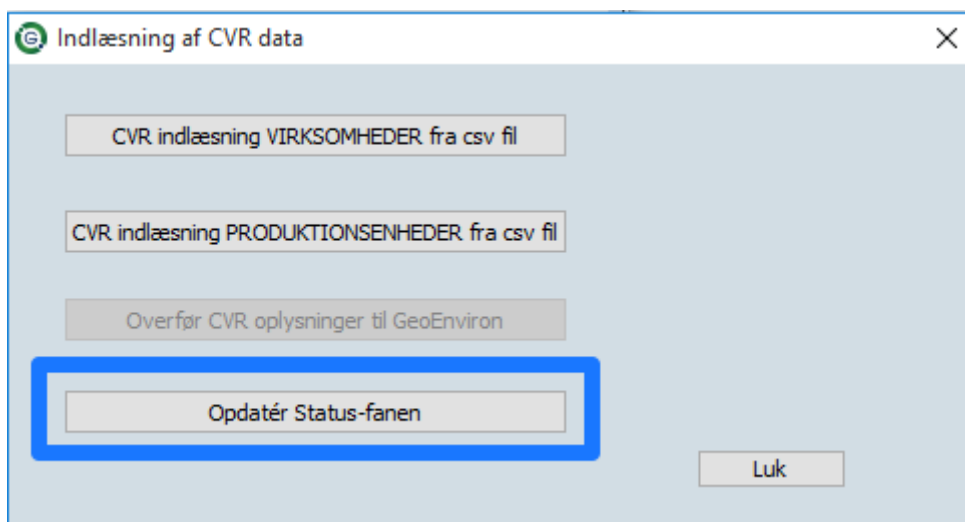 Indlæsning af CVR data
CVR indlæsning VIRKSOMHEDER fra csv fil
CVR indlæsning PRODUKTIONSENHEDER fra csv fil
Overfør CVR oplysninger til GeoEnviron
Opdatér Status-fanen
Luk